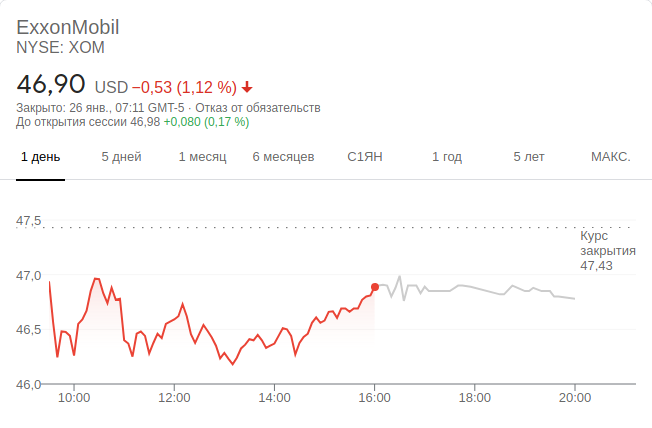 ExxonMobil
NYSE: XOM
46,90 USD −0,53 (1,12 %)
Закрыто: 26 янв., 07:11 GMT-5 · Отказ от обязательств
До открытия сессии 46,98 +0,080 (0,17 %)
1 день 5 дней 1 месяц 6 месяцев С1ЯН 1 год 5 лет МАКС.
47,5
Курс
закрытия
47,43
47,0
46,5
46,0
10:00 12:00 14:00 16:00 18:00 20:00